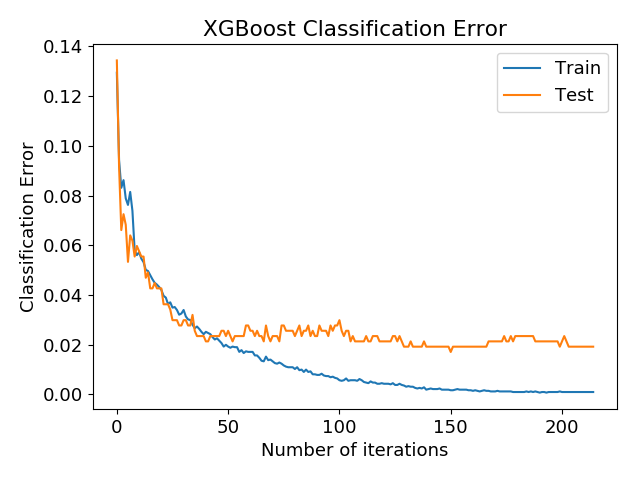 XGBoost Classification Error
Classification Error
0.14
0.12
0.10
0.08
0.06
0.04
0.02
0.00
Train
Test
0
50
100
150
200
Number of iterations